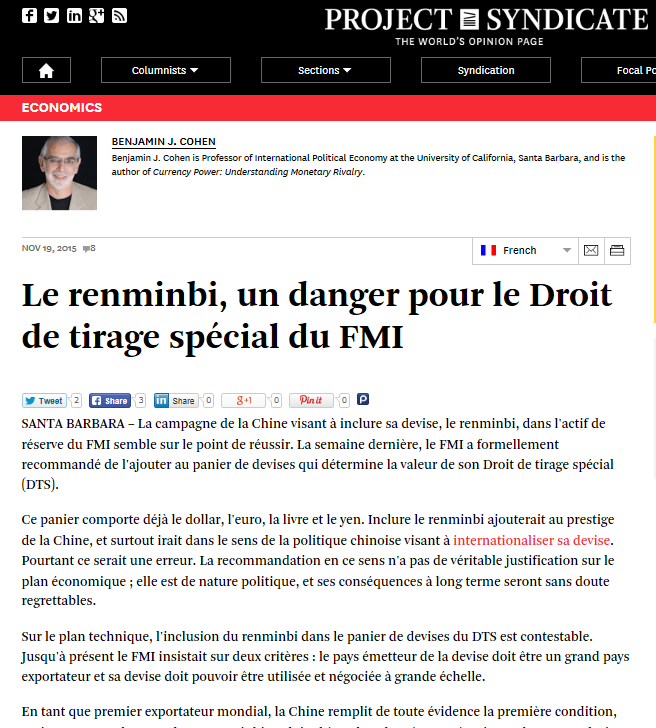 PROJECT SYNDICATE
THE WORLD'S OPINION PAGE
Columnists
Sections
Syndication
Focal Po
ECONOMICS
BENJAMIN J. COHEN
Benjamin J. Cohen is Professor of International Political Economy at the University of California, Santa Barbara, and is the
author of Currency Power: Understanding Monetary Rivalry.
NOV 19, 2015 8
French
Le renminbi, un danger pour le Droit
de tirage spécial du FMI
Tweet 2 Share 3 Share 0 g+1 0 Pin it 0
SANTA BARBARA – La campagne de la Chine visant à inclure sa devise, le renminbi, dans l'actif de
réserve du FMI semble sur le point de réussir. La semaine dernière, le FMI a formellement
recommandé de l'ajouter au panier de devises qui détermine la valeur de son Droit de tirage spécial
(DTS).
Ce panier comporte déjà le dollar, l'euro, la livre et le yen. Inclure le renminbi ajouterait au prestige
de la Chine, et surtout irait dans le sens de la politique chinoise visant à internationaliser sa devise.
Pourtant ce serait une erreur. La recommandation en ce sens n'a pas de véritable justification sur le
plan économique ; elle est de nature politique, et ses conséquences à long terme seront sans doute
regrettables.
Sur le plan technique, l'inclusion du renminbi dans le panier de devises du DTS est contestable.
Jusqu'à présent le FMI insistait sur deux critères : le pays émetteur de la devise doit être un grand pays
exportateur et sa devise doit pouvoir être utilisée et négociée à grande échelle.
En tant que premier exportateur mondial, la Chine remplit de toute évidence la première condition,